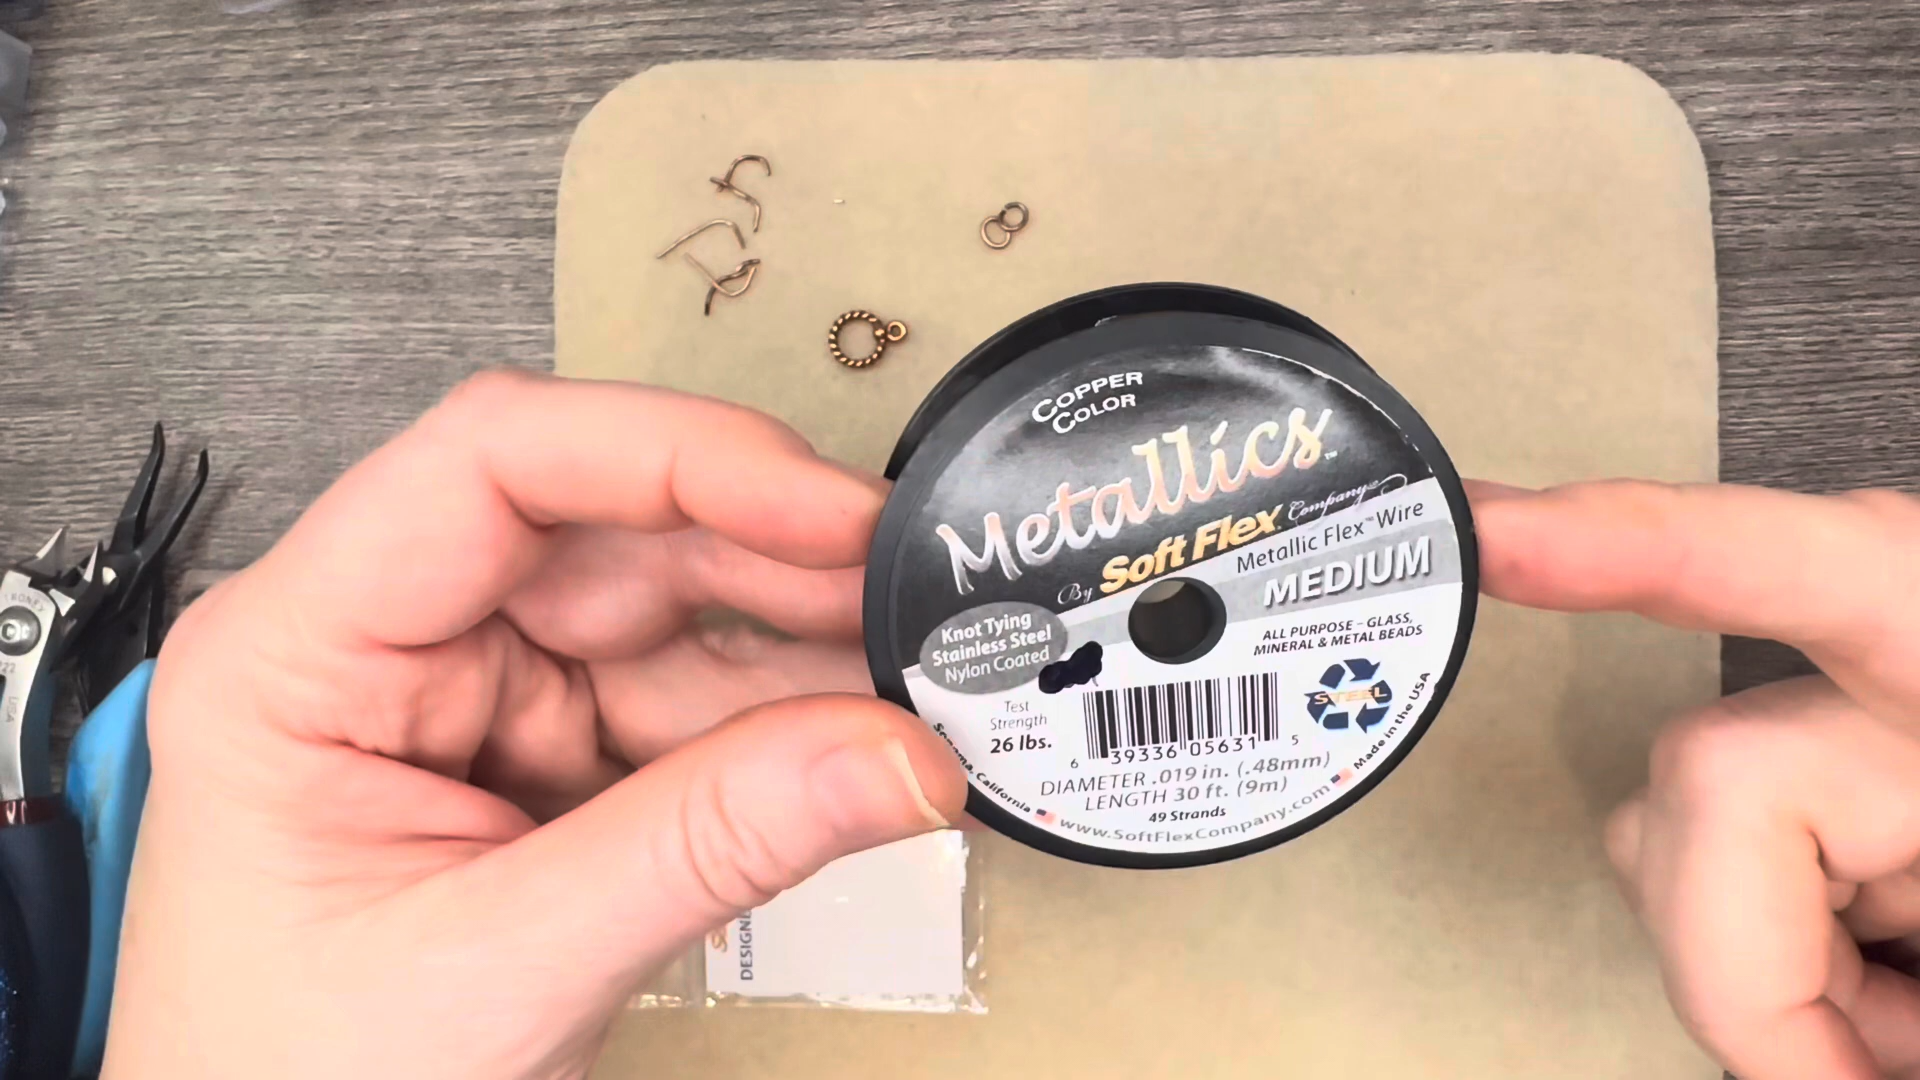 COPPER
COLOR
Metallics™
By Soft Flex® Company
Metallic Flex™ Wire
MEDIUM
Knot Tying
Stainless Steel
Nylon Coated
ALL PURPOSE – GLASS,
MINERAL & METAL BEADS
STEEL
Test
Strength
26 lbs.
6 39336 05631 5
DIAMETER .019 in. (.48mm)
LENGTH 30 ft. (9m)
49 Strands
Sonoma, California
www.SoftFlexCompany.com
Made in the USA
USA